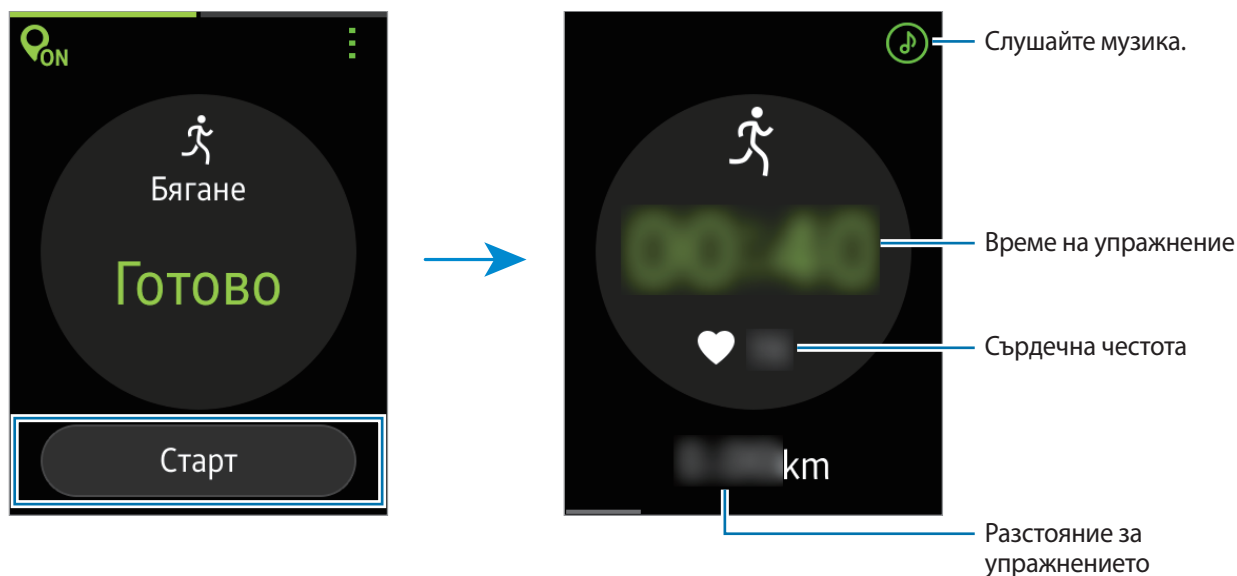 ON
Бягане
Готово
Старт
Слушайте музика.
Време на упражнение
Сърдечна честота
km
Разстояние за
упражнението